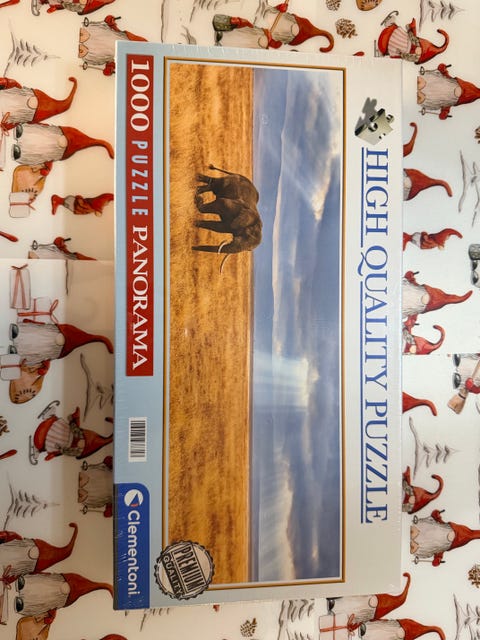 HIGH QUALITY PUZZLE
1000 PUZZLE PANORAMA
PREMIUM
QUALITY
Clementoni